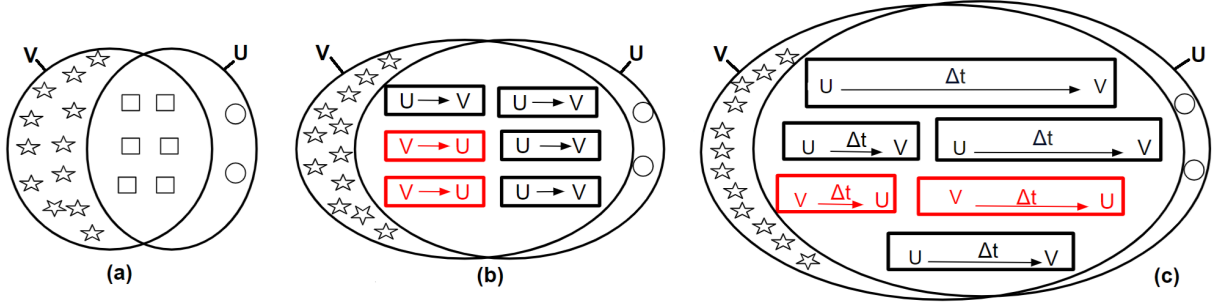 V
U
(a)
V
U
U → V
U → V
V → U
U → V
V → U
U → V
(b)
V
U
U Δt V
U Δt V
U Δt V
V Δt U
V Δt U
U Δt V
(c)